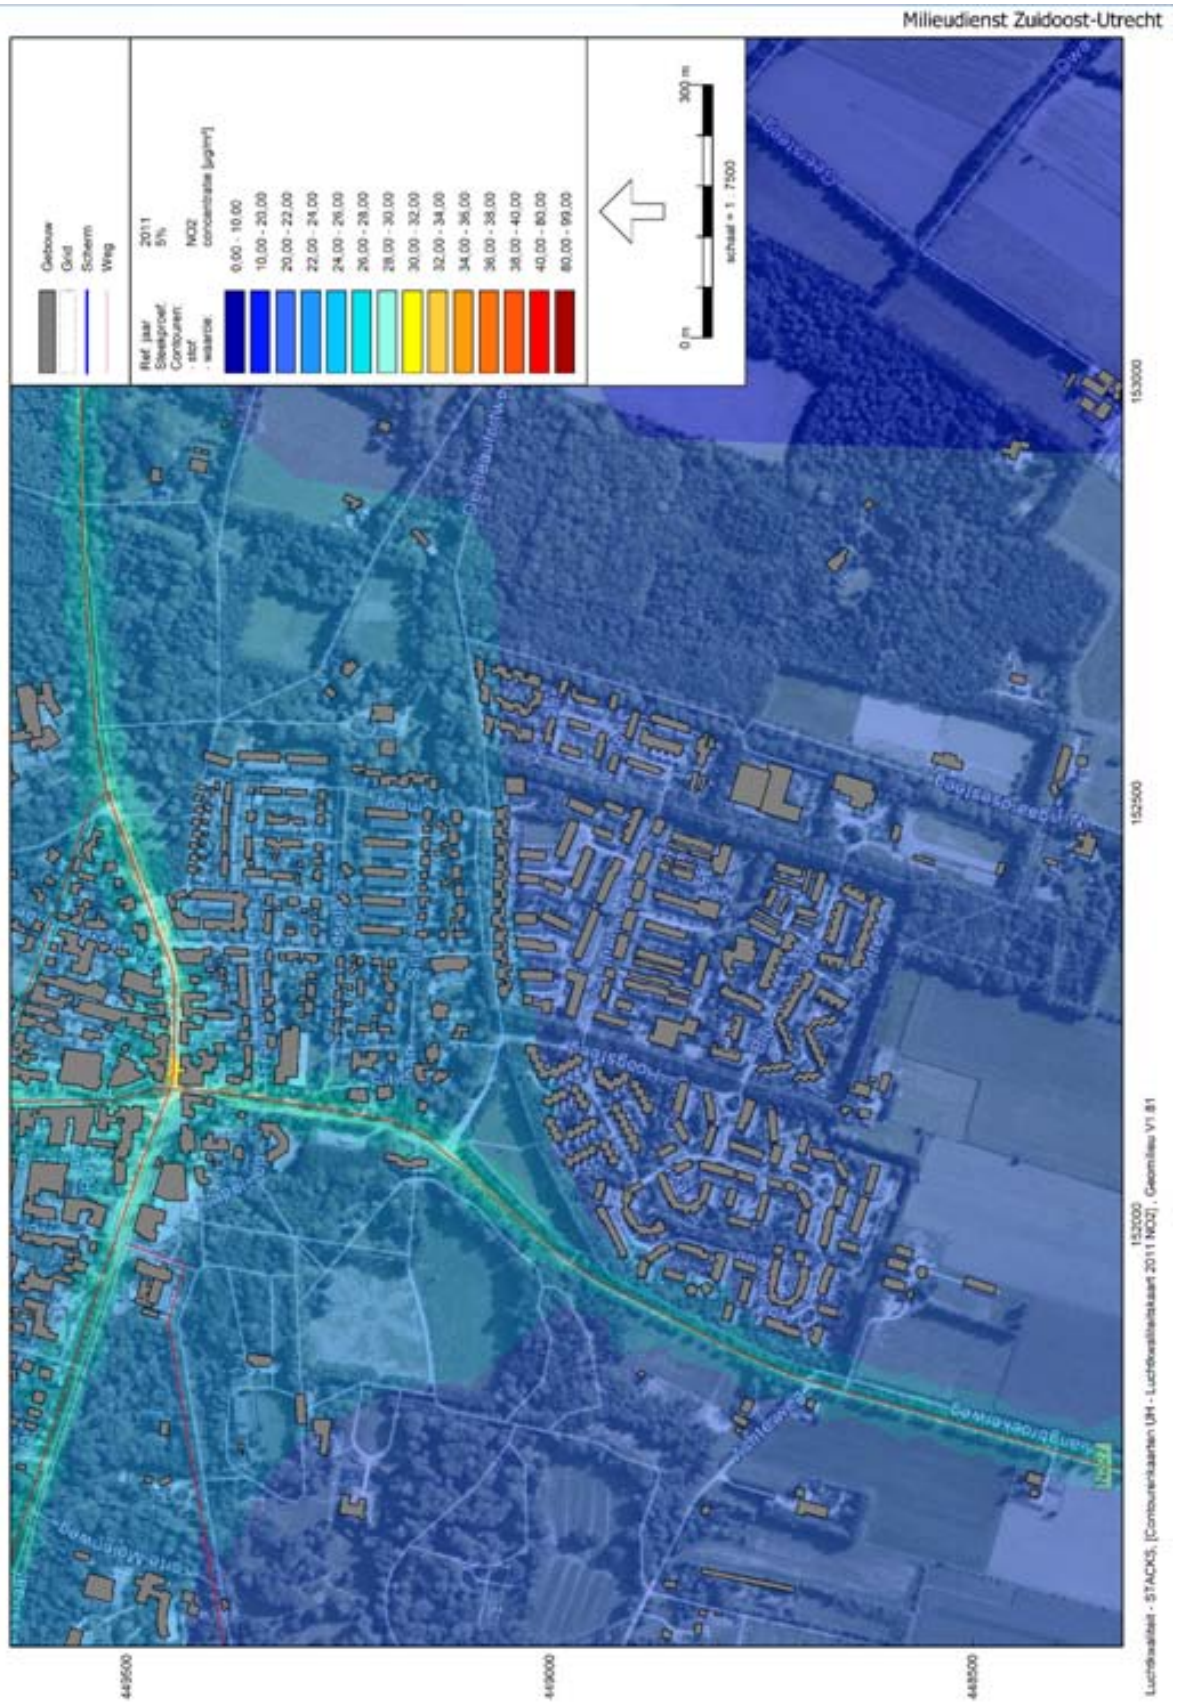 Milieudienst Zuidoost-Utrecht
Gebouw
Grid
Scherm
Weg
Ref. jaar 2011
Steekproef: 5%
Contouren:
- stof NO2
- waarde: concentratie [µg/m³]
0,00 - 10,00
10,00 - 20,00
20,00 - 22,00
22,00 - 24,00
24,00 - 26,00
26,00 - 28,00
28,00 - 30,00
30,00 - 32,00
32,00 - 34,00
34,00 - 36,00
36,00 - 38,00
38,00 - 40,00
40,00 - 80,00
80,00 - 99,00
0 m
300 m
schaal = 1 : 7500
Langbroekerweg
N227
449500
449000
448500
152000
152500
153000
Luchtkwaliteit - STACKS, [Contourenkaarten UH - Luchtkwaliteitskaart 2011 NO2] , Geomilieu V1.81